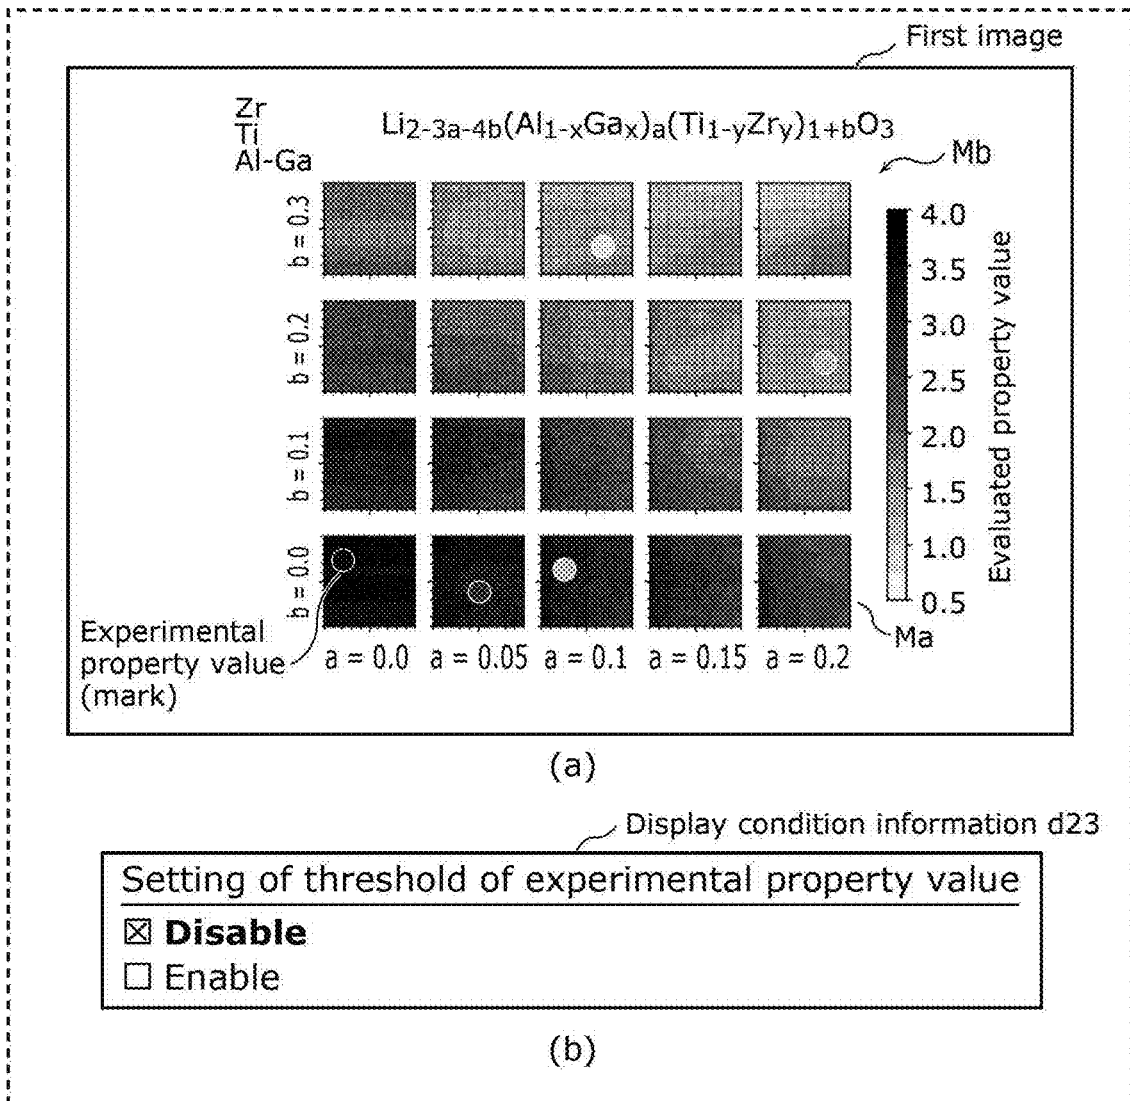 First image
Zr
Ti
Al-Ga
Li2-3a-4b(Al1-xGax)a(Ti1-yZry)1+bO3
Mb
b = 0.3
b = 0.2
b = 0.1
b = 0.0
4.0
3.5
3.0
2.5
2.0
1.5
1.0
0.5
Evaluated property value
Ma
Experimental
property value
(mark)
a = 0.0 a = 0.05 a = 0.1 a = 0.15 a = 0.2
(a)
Display condition information d23
Setting of threshold of experimental property value
☒ Disable
☐ Enable
(b)